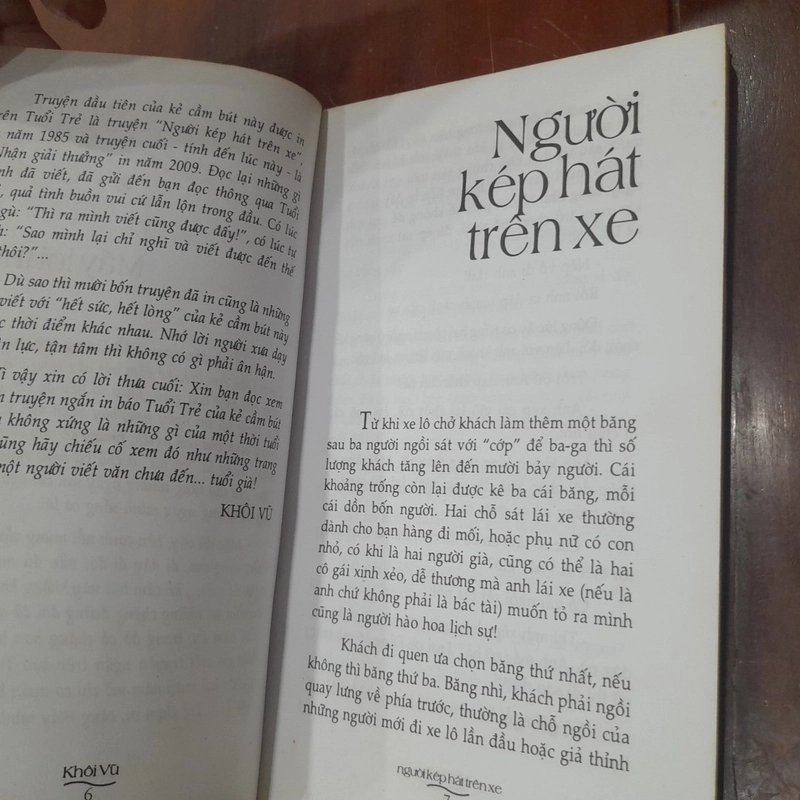 Truyện đầu tiên của kẻ cầm bút này được in
rên Tuổi Trẻ là truyện "Người kép hát trên xe",
năm 1985 và truyện cuối - tính đến lúc này - là
Nhận giải thưởng" in năm 2009. Đọc lại những gì
nh đã viết, đã gửi đến bạn đọc thông qua Tuổi
, quả tình buồn vui cứ lẫn lộn trong đầu. Có lúc
gù: "Thì ra mình viết cũng được đấy!", có lúc tự
: "Sao mình lại chỉ nghĩ và viết được đến thế
thôi?"...
Dù sao thì mười bốn truyện đã in cũng là những
viết với "hết sức, hết lòng" của kẻ cầm bút này
c thời điểm khác nhau. Nhớ lời người xưa dạy
n lực, tận tâm thì không có gì phải ân hận.
ì vậy xin có lời thưa cuối: Xin bạn đọc xem
n truyện ngắn in báo Tuổi Trẻ của kẻ cầm bút
không xứng là những gì của một thời tuổi
ũng hãy chiếu cố xem đó như những trang
một người viết văn chưa đến... tuổi già!
KHÔI VŨ
Khôi Vũ
6
Người
kép hát
trên xe
Từ khi xe lô chở khách làm thêm một băng
sau ba người ngồi sát với "cớp" để ba-ga thì số
lượng khách tăng lên đến mười bảy người. Cái
khoảng trống còn lại được kê ba cái băng, mỗi
cái dồn bốn người. Hai chỗ sát lái xe thường
dành cho bạn hàng đi mối, hoặc phụ nữ có con
nhỏ, có khi là hai người già, cũng có thể là hai
cô gái xịnh xẻo, dễ thương mà anh lái xe (nếu là
anh chứ không phải là bác tài) muốn tỏ ra mình
cũng là người hào hoa lịch sự!
Khách đi quen ưa chọn băng thứ nhất, nếu
không thì băng thứ ba. Băng nhì, khách phải ngồi
quay lưng về phía trước, thường là chỗ ngồi của
những người mới đi xe lô lần đầu hoặc giả thỉnh
người kép hát trên xe
7